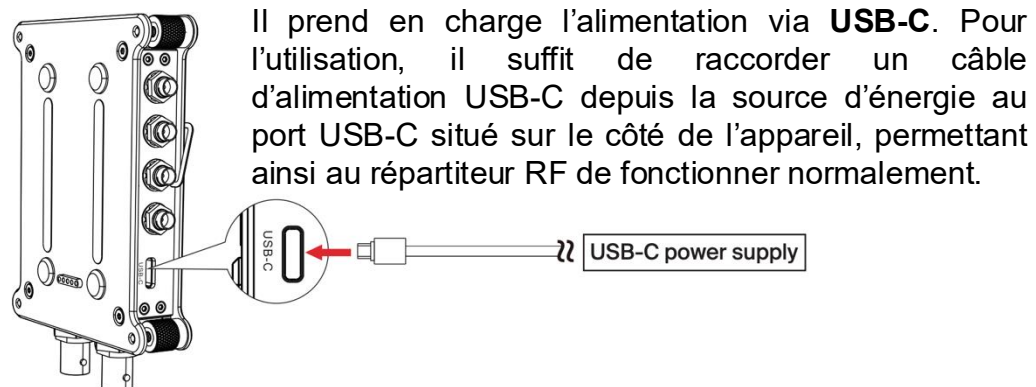 Il prend en charge l’alimentation via USB-C. Pour
l’utilisation, il suffit de raccorder un câble
d’alimentation USB-C depuis la source d’énergie au
port USB-C situé sur le côté de l’appareil, permettant
ainsi au répartiteur RF de fonctionner normalement.
USB-C
USB-C
USB-C power supply